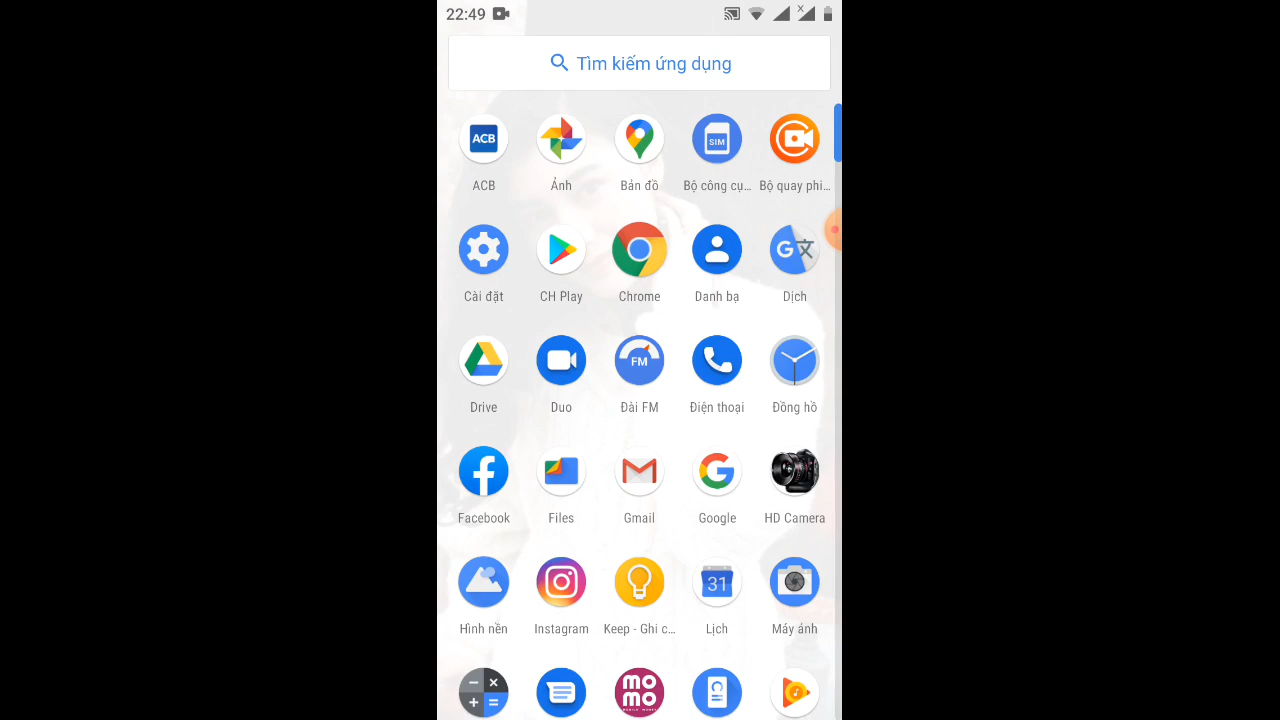 22:49
Tìm kiếm ứng dụng
ACB
SIM
ACB Ảnh Bản đồ Bộ công cụ... Bộ quay phi...
G
Cài đặt CH Play Chrome Danh bạ Dịch
FM
Drive Duo Đài FM Điện thoại Đồng hồ
Facebook Files Gmail Google HD Camera
31
Hình nền Instagram Keep - Ghi c... Lịch Máy ảnh
mo
mo